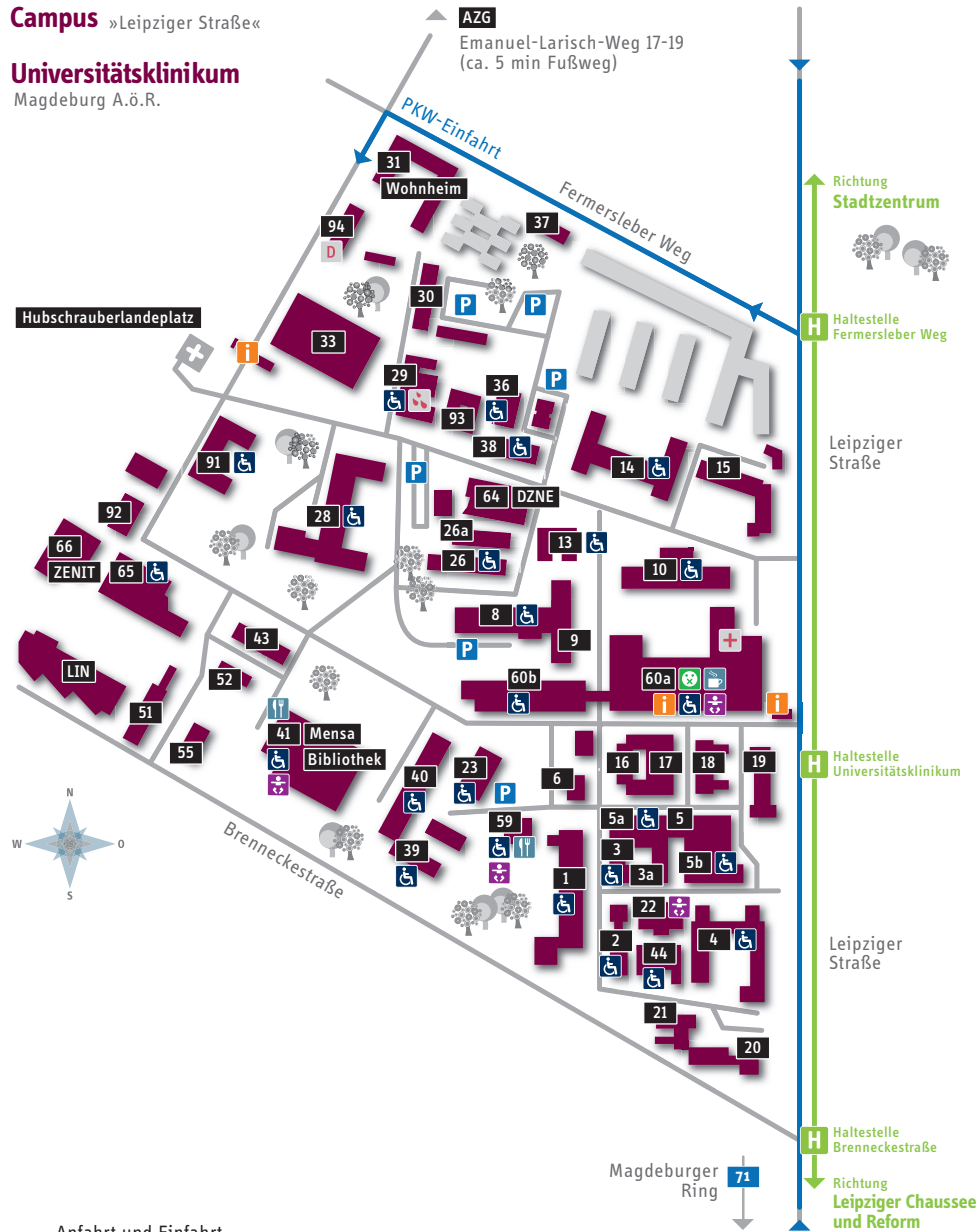 Campus »Leipziger Straße«
Universitätsklinikum
Magdeburg A.ö.R.
AZG
Emanuel-Larisch-Weg 17-19
(ca. 5 min Fußweg)
PKW-Einfahrt
Fermersleber Weg
31
Wohnheim
94
D
37
Richtung
Stadtzentrum
30
P
P
Hubschrauberlandeplatz
i
33
H
Haltestelle
Fermersleber Weg
29
36
P
93
38
91
P
28
64 DZNE
14
15
Leipziger
Straße
92
26a
26
13
66
ZENIT
65
10
8
9
43
P
LIN
52
60b
60a
i
i
51
55
41 Mensa
Bibliothek
40
23
P
6
16
17
18
19
H
Haltestelle
Universitätsklinikum
N
W
O
S
Brenneckestraße
39
59
1
5a
5
3
3a
5b
22
2
44
4
Leipziger
Straße
21
20
H
Haltestelle
Brenneckestraße
Magdeburger
Ring
71
Richtung
Leipziger Chaussee
und Reform
Anfahrt und Einfahrt